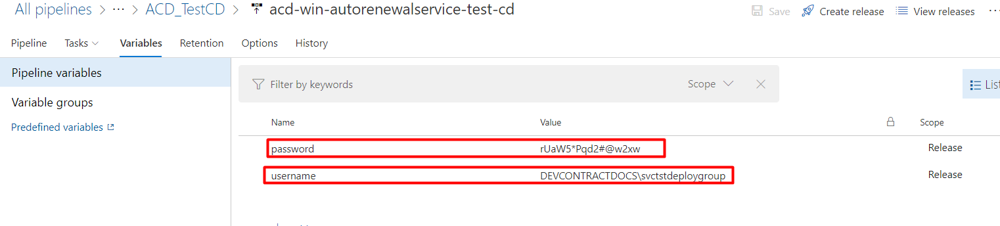 All pipelines > ··· > ACD_TestCD > acd-win-autorenewalservice-test-cd
Save Create release View releases ···
Pipeline Tasks Variables Retention Options History
Pipeline variables
Variable groups
Predefined variables
Filter by keywords Scope
List
Name Value Scope
password rUaW5*Pqd2#@w2xw Release
username DEVCONTRACTDOCS\svctstdeploygroup Release